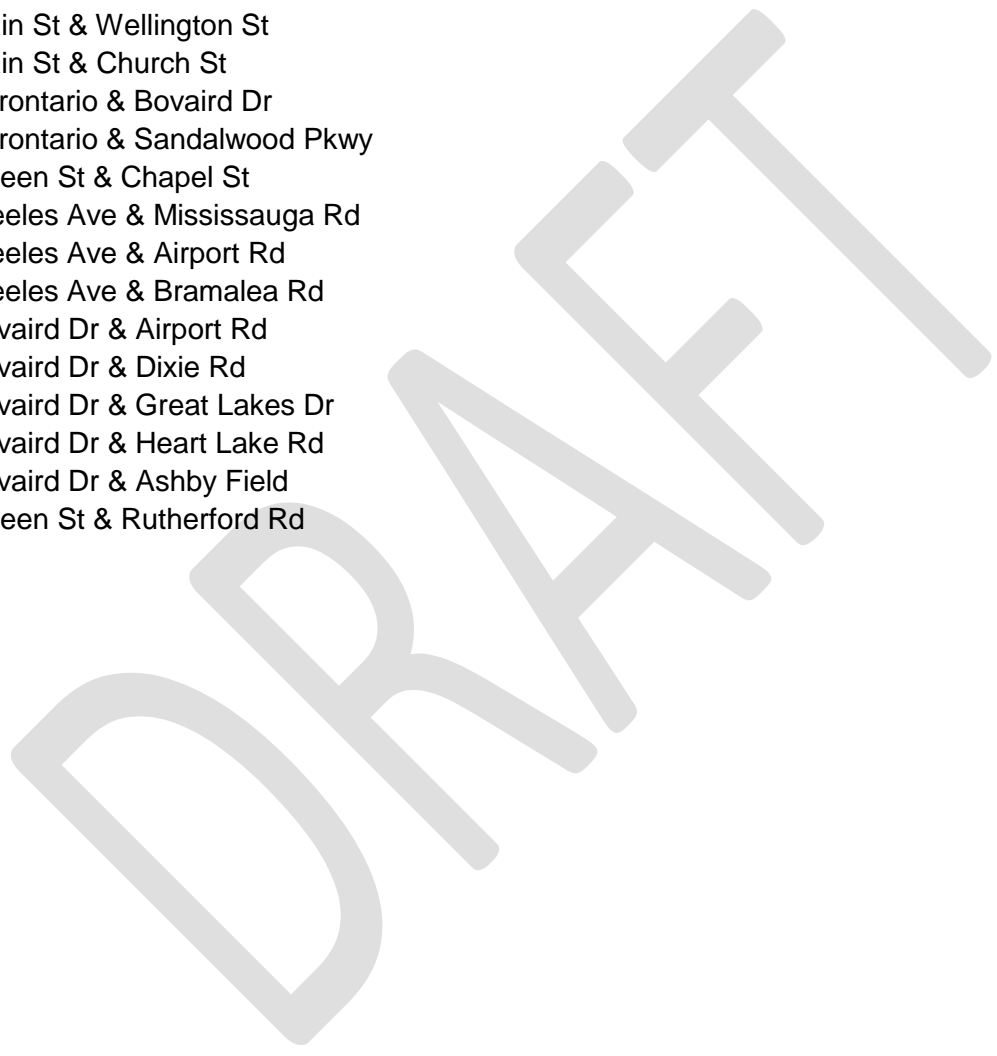 in St & Wellington St
in St & Church St
rontario & Bovaird Dr
rontario & Sandalwood Pkwy
een St & Chapel St
eeles Ave & Mississauga Rd
eeles Ave & Airport Rd
eeles Ave & Bramalea Rd
vaird Dr & Airport Rd
vaird Dr & Dixie Rd
vaird Dr & Great Lakes Dr
vaird Dr & Heart Lake Rd
vaird Dr & Ashby Field
een St & Rutherford Rd
DRAFT